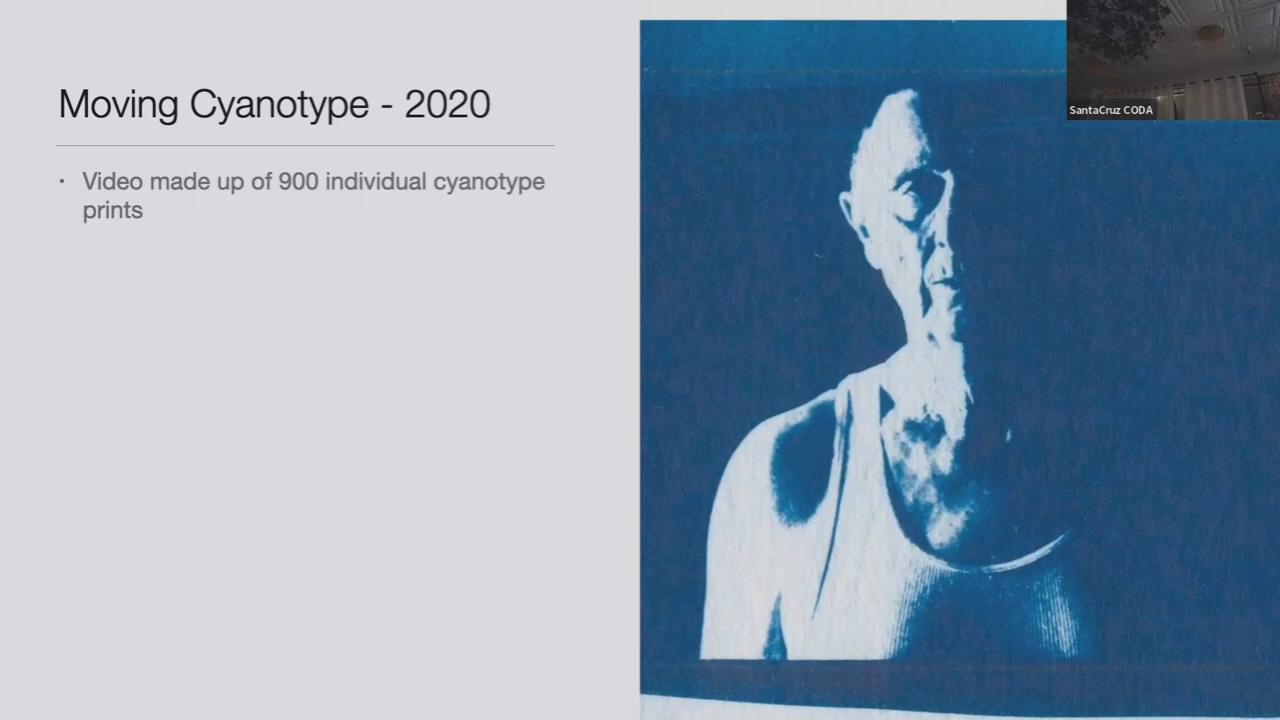 Moving Cyanotype - 2020
• Video made up of 900 individual cyanotype
prints
SantaCruz CODA